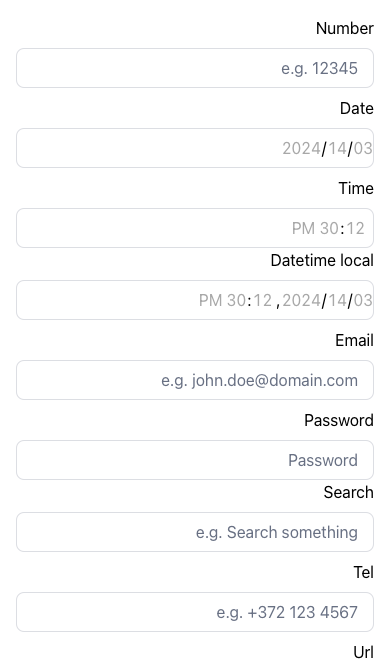 Number
e.g. 12345
Date
2024/14/03
Time
PM 30:12
Datetime local
PM 30:12 ,2024/14/03
Email
e.g. john.doe@domain.com
Password
Password
Search
e.g. Search something
Tel
e.g. +372 123 4567
Url